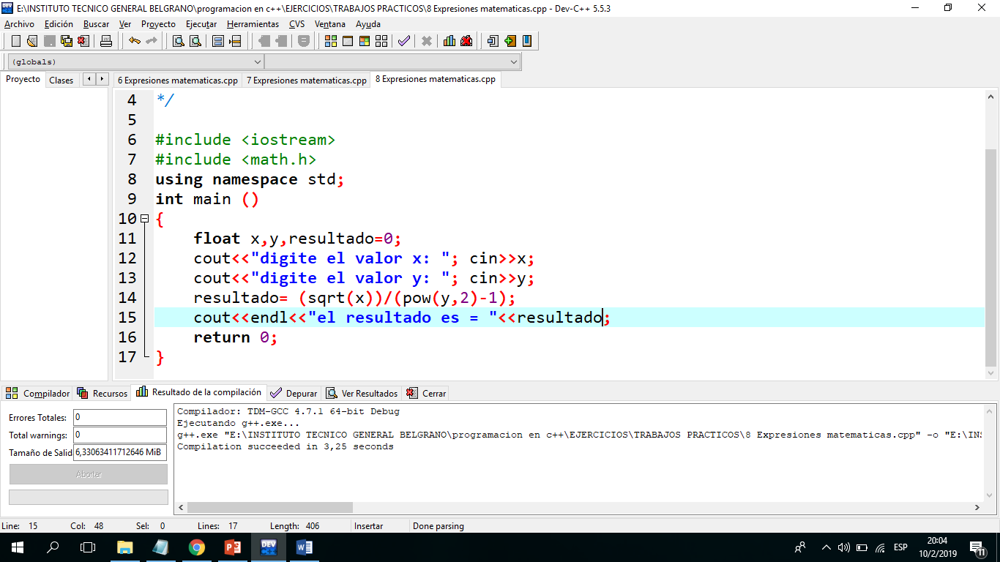 E:\INSTITUTO TECNICO GENERAL BELGRANO\programacion en c++\EJERCICIOS\TRABAJOS PRACTICOS\8 Expresiones matematicas.cpp - Dev-C++ 5.5.3
Archivo Edición Buscar Ver Proyecto Ejecutar Herramientas CVS Ventana Ayuda
(globals)
Proyecto Clases 6 Expresiones matematicas.cpp 7 Expresiones matematicas.cpp 8 Expresiones matematicas.cpp
4 */
5
6 #include <iostream>
7 #include <math.h>
8 using namespace std;
9 int main ()
10 {
11 float x,y,resultado=0;
12 cout<<"digite el valor x: "; cin>>x;
13 cout<<"digite el valor y: "; cin>>y;
14 resultado= (sqrt(x))/(pow(y,2)-1);
15 cout<<endl<<"el resultado es = "<<resultado;
16 return 0;
17 }
Compilador Recursos Resultado de la compilación Depurar Ver Resultados Cerrar
Errores Totales: 0
Total warnings: 0
Tamaño de Salid 6,33063411712646 MiB
Abortar
Compilador: TDM-GCC 4.7.1 64-bit Debug
Ejecutando g++.exe...
g++.exe "E:\INSTITUTO TECNICO GENERAL BELGRANO\programacion en c++\EJERCICIOS\TRABAJOS PRACTICOS\8 Expresiones matematicas.cpp" -o "E:\INS
Compilation succeeded in 3,25 seconds
Line: 15 Col: 48 Sel: 0 Lines: 17 Length: 406 Insertar Done parsing
DEV
ESP
20:04
10/2/2019
11